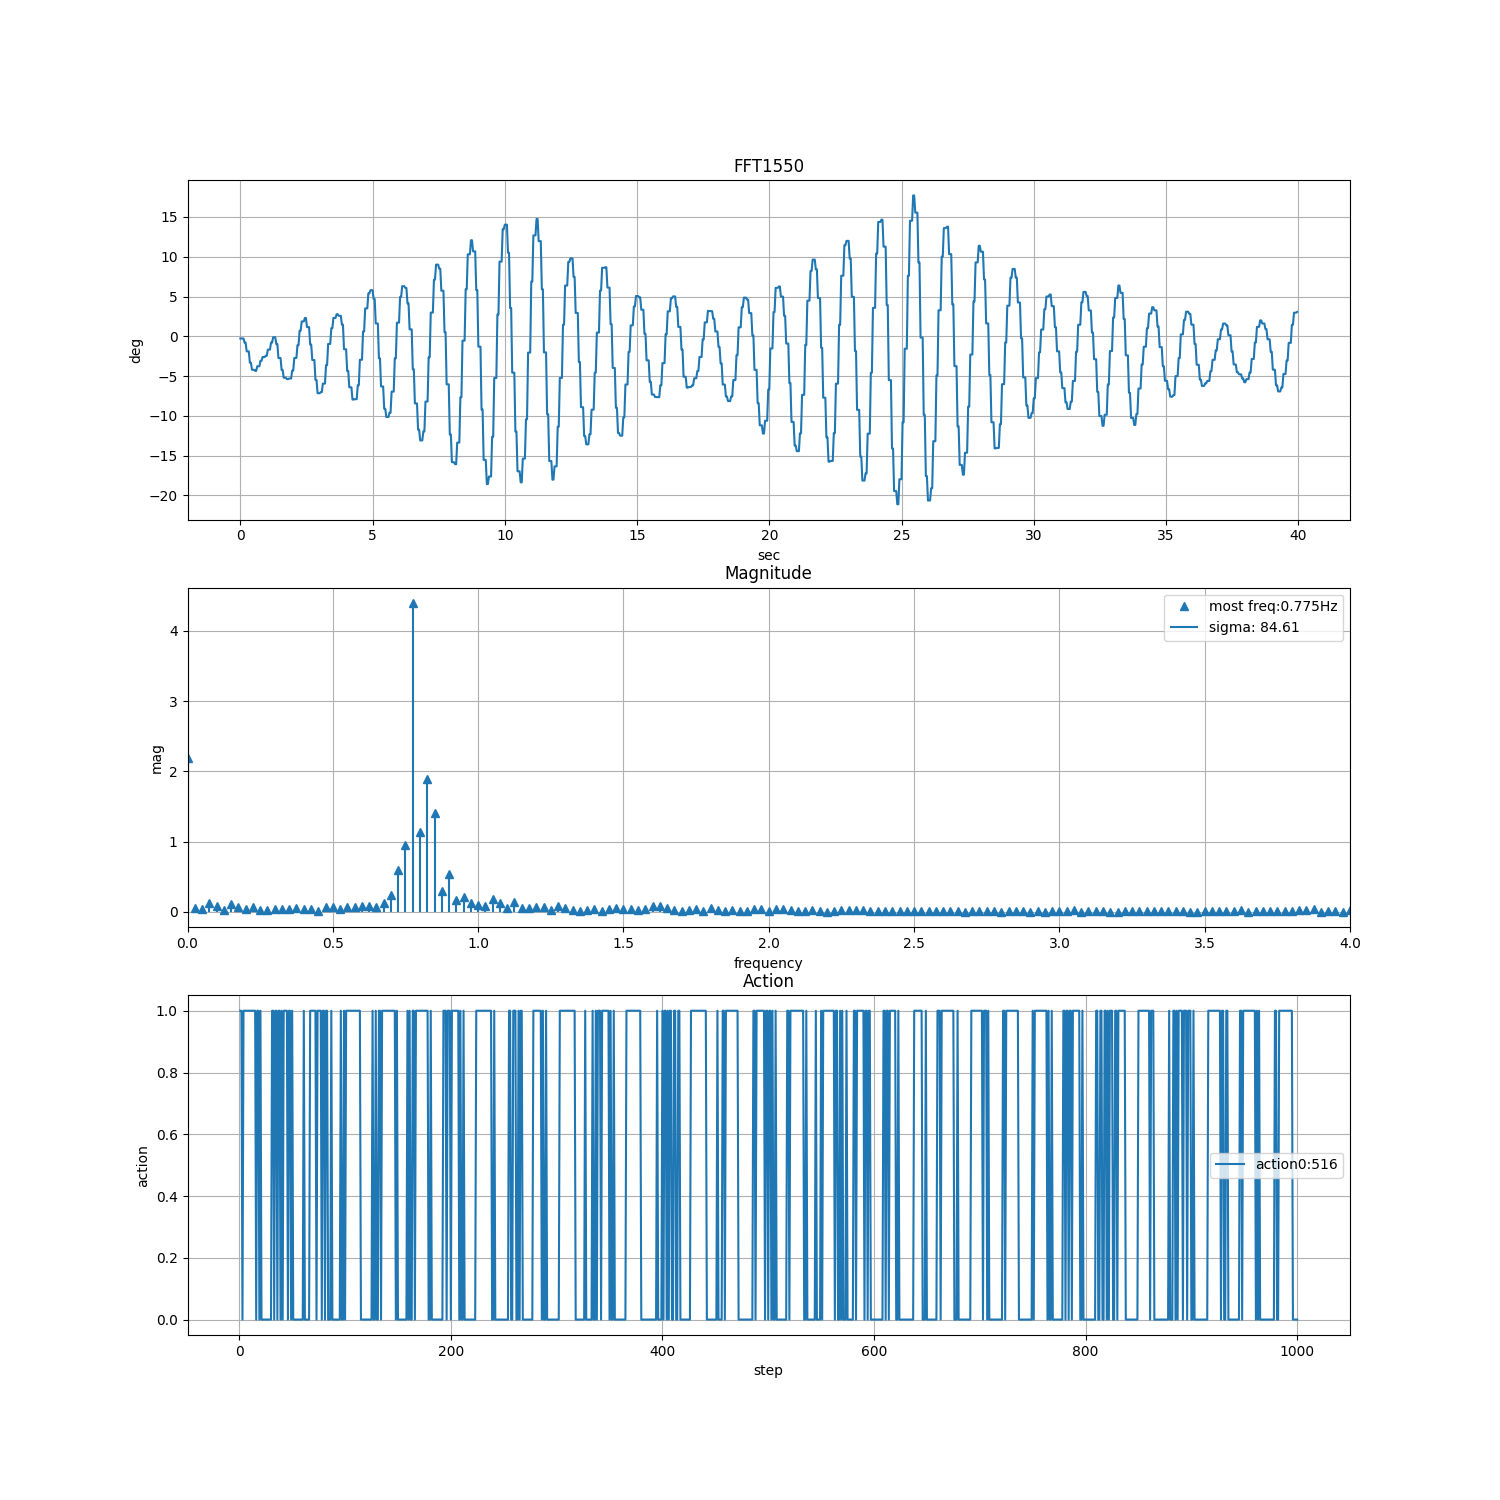 FFT1550
15
10
5
0
−5
−10
−15
−20
deg
0 5 10 15 20 25 30 35 40
sec
Magnitude
most freq:0.775Hz
sigma: 84.61
4
3
2
1
0
mag
0.0 0.5 1.0 1.5 2.0 2.5 3.0 3.5 4.0
frequency
Action
1.0
0.8
0.6
0.4
0.2
0.0
action
action0:516
0 200 400 600 800 1000
step